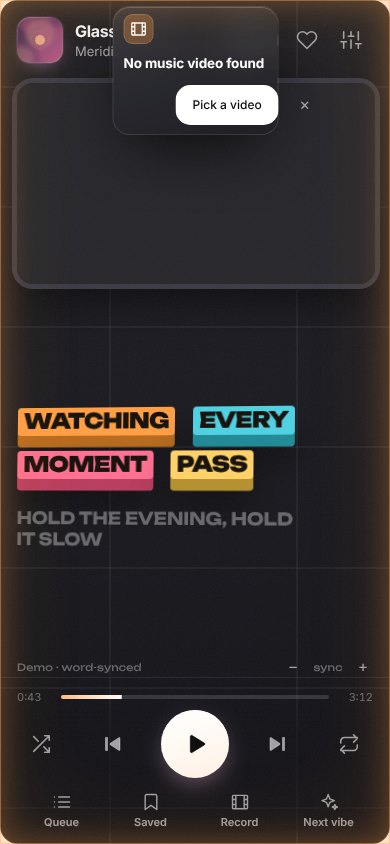 Glass
Meridi
No music video found
Pick a video
WATCHING EVERY
MOMENT PASS
HOLD THE EVENING, HOLD
IT SLOW
Demo · word-synced
− sync +
0:43
3:12
Queue Saved Record Next vibe